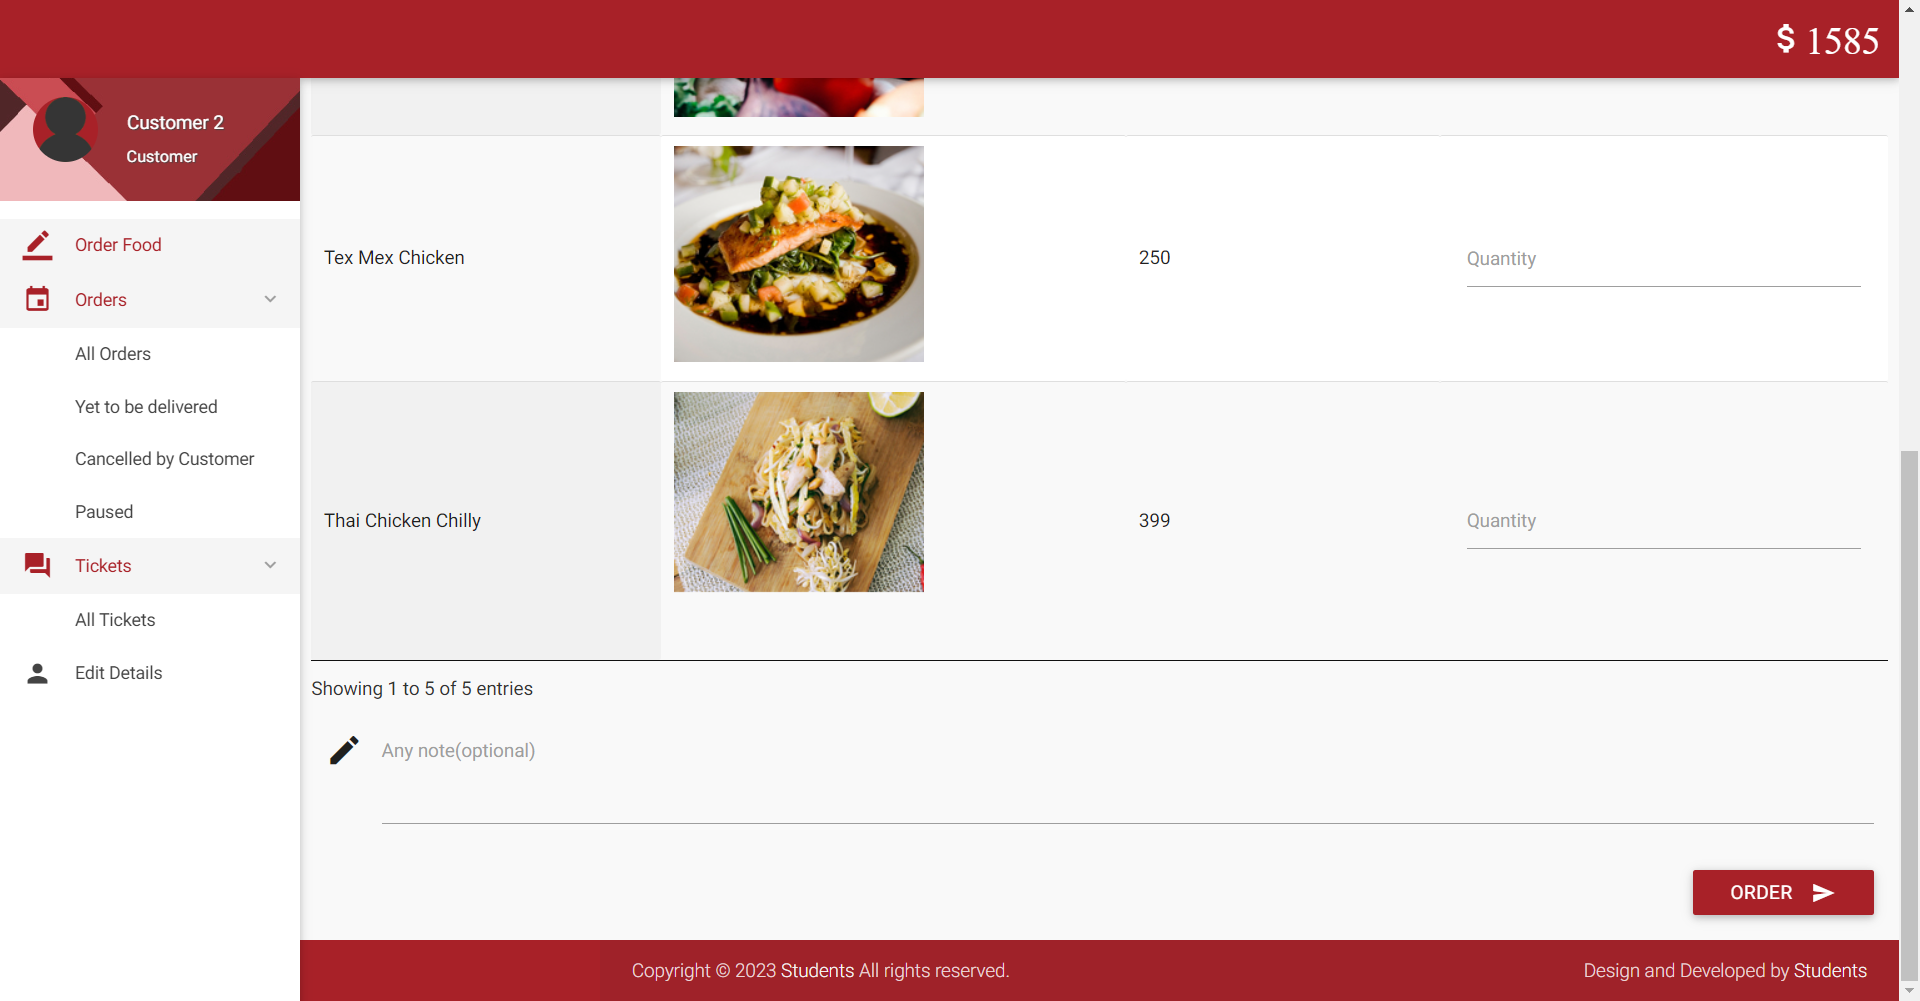 $ 1585
Customer 2
Customer
Order Food
Orders
All Orders
Yet to be delivered
Cancelled by Customer
Paused
Tickets
All Tickets
Edit Details
Tex Mex Chicken 250 Quantity
Thai Chicken Chilly 399 Quantity
Showing 1 to 5 of 5 entries
Any note(optional)
ORDER
Copyright © 2023 Students All rights reserved. Design and Developed by Students